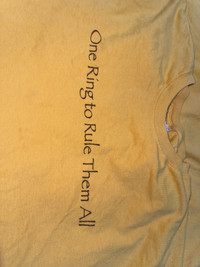 One Ring to Rule Them All